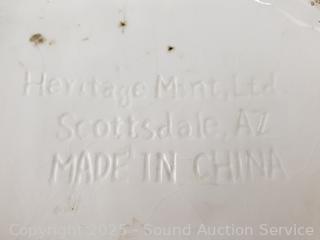 Heritage Mint, Ltd.
Scottsdale, AZ
MADE IN CHINA
Copyright 2025 - Sound Auction Service